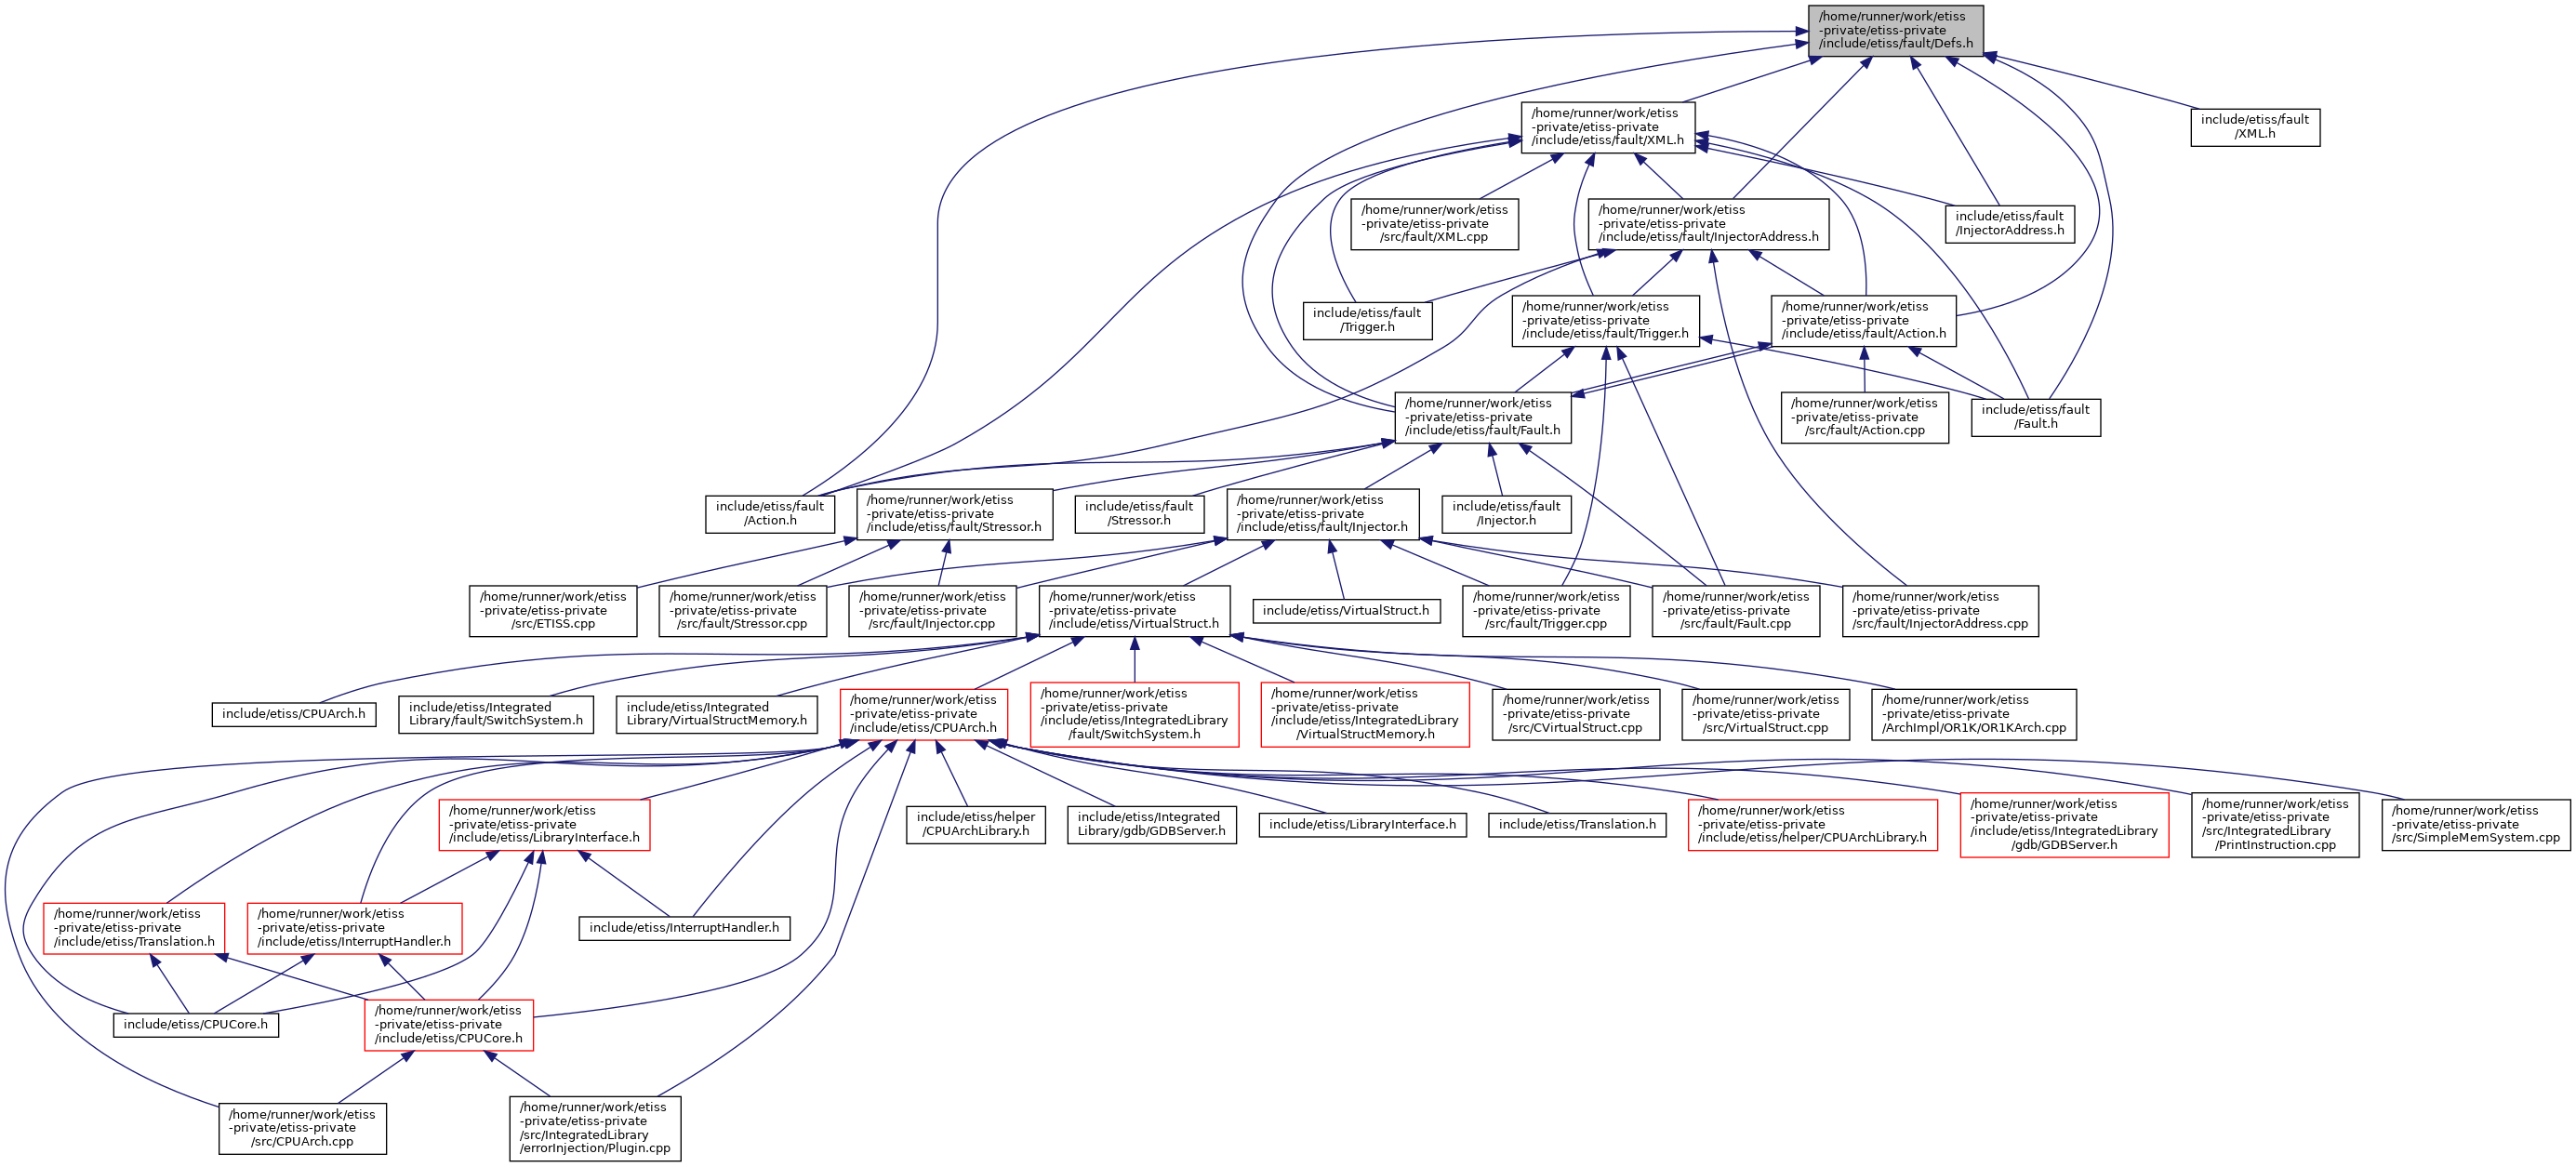 /home/runner/work/etiss
-private/etiss-private
/include/etiss/fault/Defs.h
/home/runner/work/etiss
-private/etiss-private
/include/etiss/fault/XML.h
include/etiss/fault
/XML.h
/home/runner/work/etiss
-private/etiss-private
/src/fault/XML.cpp
/home/runner/work/etiss
-private/etiss-private
/include/etiss/fault/InjectorAddress.h
include/etiss/fault
/InjectorAddress.h
include/etiss/fault
/Trigger.h
/home/runner/work/etiss
-private/etiss-private
/include/etiss/fault/Trigger.h
/home/runner/work/etiss
-private/etiss-private
/include/etiss/fault/Action.h
/home/runner/work/etiss
-private/etiss-private
/include/etiss/fault/Fault.h
/home/runner/work/etiss
-private/etiss-private
/src/fault/Action.cpp
include/etiss/fault
/Fault.h
include/etiss/fault
/Action.h
/home/runner/work/etiss
-private/etiss-private
/include/etiss/fault/Stressor.h
include/etiss/fault
/Stressor.h
/home/runner/work/etiss
-private/etiss-private
/include/etiss/fault/Injector.h
include/etiss/fault
/Injector.h
/home/runner/work/etiss
-private/etiss-private
/src/ETISS.cpp
/home/runner/work/etiss
-private/etiss-private
/src/fault/Stressor.cpp
/home/runner/work/etiss
-private/etiss-private
/src/fault/Injector.cpp
/home/runner/work/etiss
-private/etiss-private
/include/etiss/VirtualStruct.h
include/etiss/VirtualStruct.h
/home/runner/work/etiss
-private/etiss-private
/src/fault/Trigger.cpp
/home/runner/work/etiss
-private/etiss-private
/src/fault/Fault.cpp
/home/runner/work/etiss
-private/etiss-private
/src/fault/InjectorAddress.cpp
include/etiss/CPUArch.h
include/etiss/Integrated
Library/fault/SwitchSystem.h
include/etiss/Integrated
Library/VirtualStructMemory.h
/home/runner/work/etiss
-private/etiss-private
/include/etiss/CPUArch.h
/home/runner/work/etiss
-private/etiss-private
/include/etiss/IntegratedLibrary
/fault/SwitchSystem.h
/home/runner/work/etiss
-private/etiss-private
/include/etiss/IntegratedLibrary
/VirtualStructMemory.h
/home/runner/work/etiss
-private/etiss-private
/src/CVirtualStruct.cpp
/home/runner/work/etiss
-private/etiss-private
/src/VirtualStruct.cpp
/home/runner/work/etiss
-private/etiss-private
/ArchImpl/OR1K/OR1KArch.cpp
/home/runner/work/etiss
-private/etiss-private
/include/etiss/LibraryInterface.h
include/etiss/helper
/CPUArchLibrary.h
include/etiss/Integrated
Library/gdb/GDBServer.h
include/etiss/LibraryInterface.h
include/etiss/Translation.h
/home/runner/work/etiss
-private/etiss-private
/include/etiss/helper/CPUArchLibrary.h
/home/runner/work/etiss
-private/etiss-private
/include/etiss/IntegratedLibrary
/gdb/GDBServer.h
/home/runner/work/etiss
-private/etiss-private
/src/IntegratedLibrary
/PrintInstruction.cpp
/home/runner/work/etiss
-private/etiss-private
/src/SimpleMemSystem.cpp
/home/runner/work/etiss
-private/etiss-private
/include/etiss/Translation.h
/home/runner/work/etiss
-private/etiss-private
/include/etiss/InterruptHandler.h
include/etiss/InterruptHandler.h
include/etiss/CPUCore.h
/home/runner/work/etiss
-private/etiss-private
/include/etiss/CPUCore.h
/home/runner/work/etiss
-private/etiss-private
/src/CPUArch.cpp
/home/runner/work/etiss
-private/etiss-private
/src/IntegratedLibrary
/errorInjection/Plugin.cpp